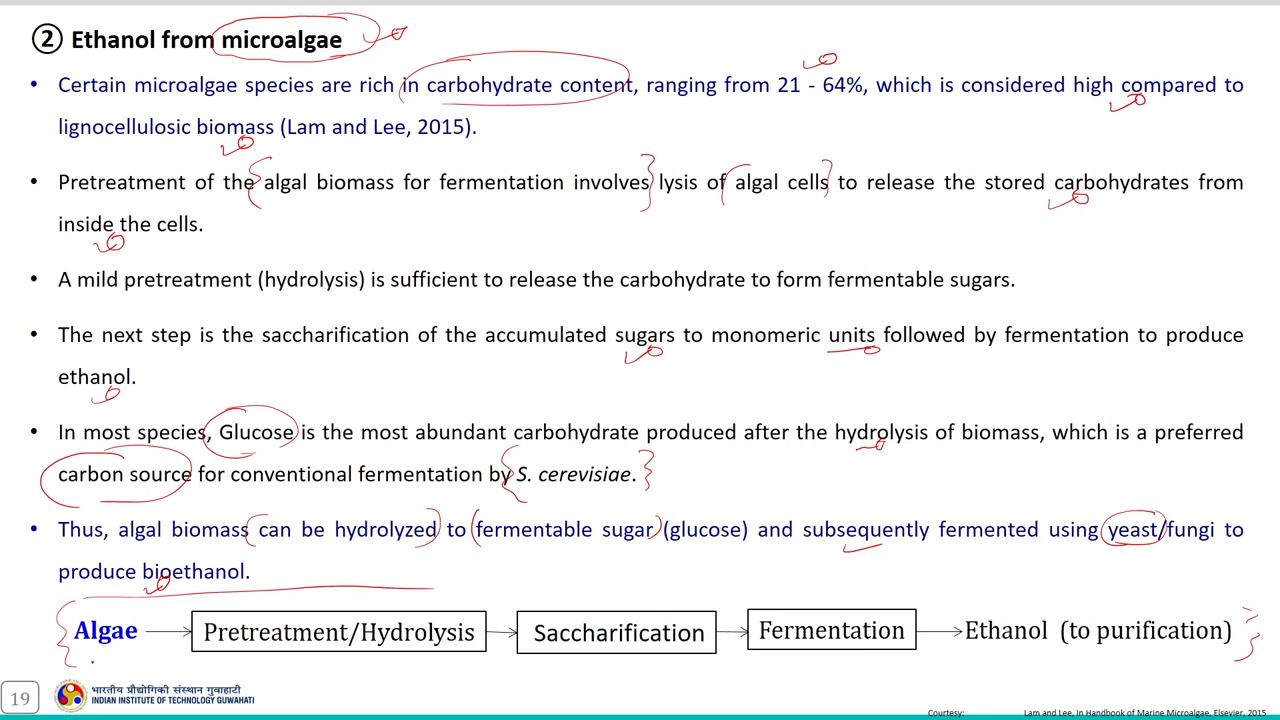 ② Ethanol from microalgae
• Certain microalgae species are rich in carbohydrate content, ranging from 21 - 64%, which is considered high compared to
lignocellulosic biomass (Lam and Lee, 2015).
• Pretreatment of the algal biomass for fermentation involves lysis of algal cells to release the stored carbohydrates from
inside the cells.
• A mild pretreatment (hydrolysis) is sufficient to release the carbohydrate to form fermentable sugars.
• The next step is the saccharification of the accumulated sugars to monomeric units followed by fermentation to produce
ethanol.
• In most species, Glucose is the most abundant carbohydrate produced after the hydrolysis of biomass, which is a preferred
carbon source for conventional fermentation by S. cerevisiae.
• Thus, algal biomass can be hydrolyzed to fermentable sugar (glucose) and subsequently fermented using yeast/fungi to
produce bioethanol.
Algae Pretreatment/Hydrolysis Saccharification Fermentation Ethanol (to purification)
19
भारतीय प्रौद्योगिकी संस्थान गुवाहाटी
INDIAN INSTITUTE OF TECHNOLOGY GUWAHATI
Courtesy: Lam and Lee, In Handbook of Marine Microalgae, Elsevier, 2015